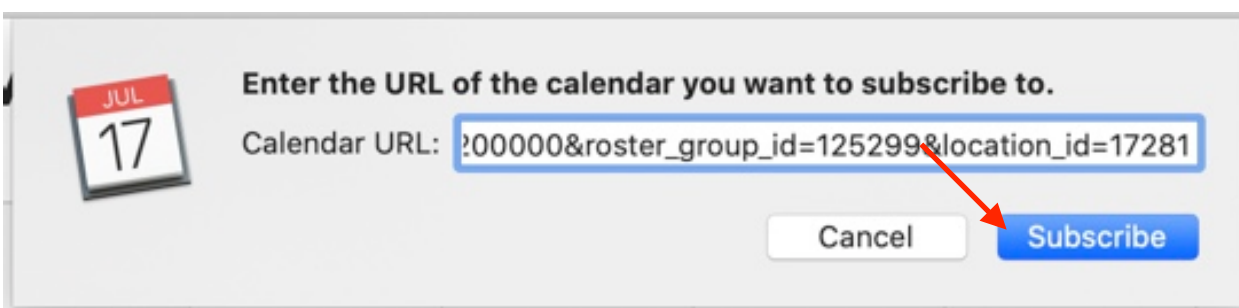 JUL
17
Enter the URL of the calendar you want to subscribe to.
Calendar URL: 200000&roster_group_id=125299&location_id=17281
Cancel Subscribe